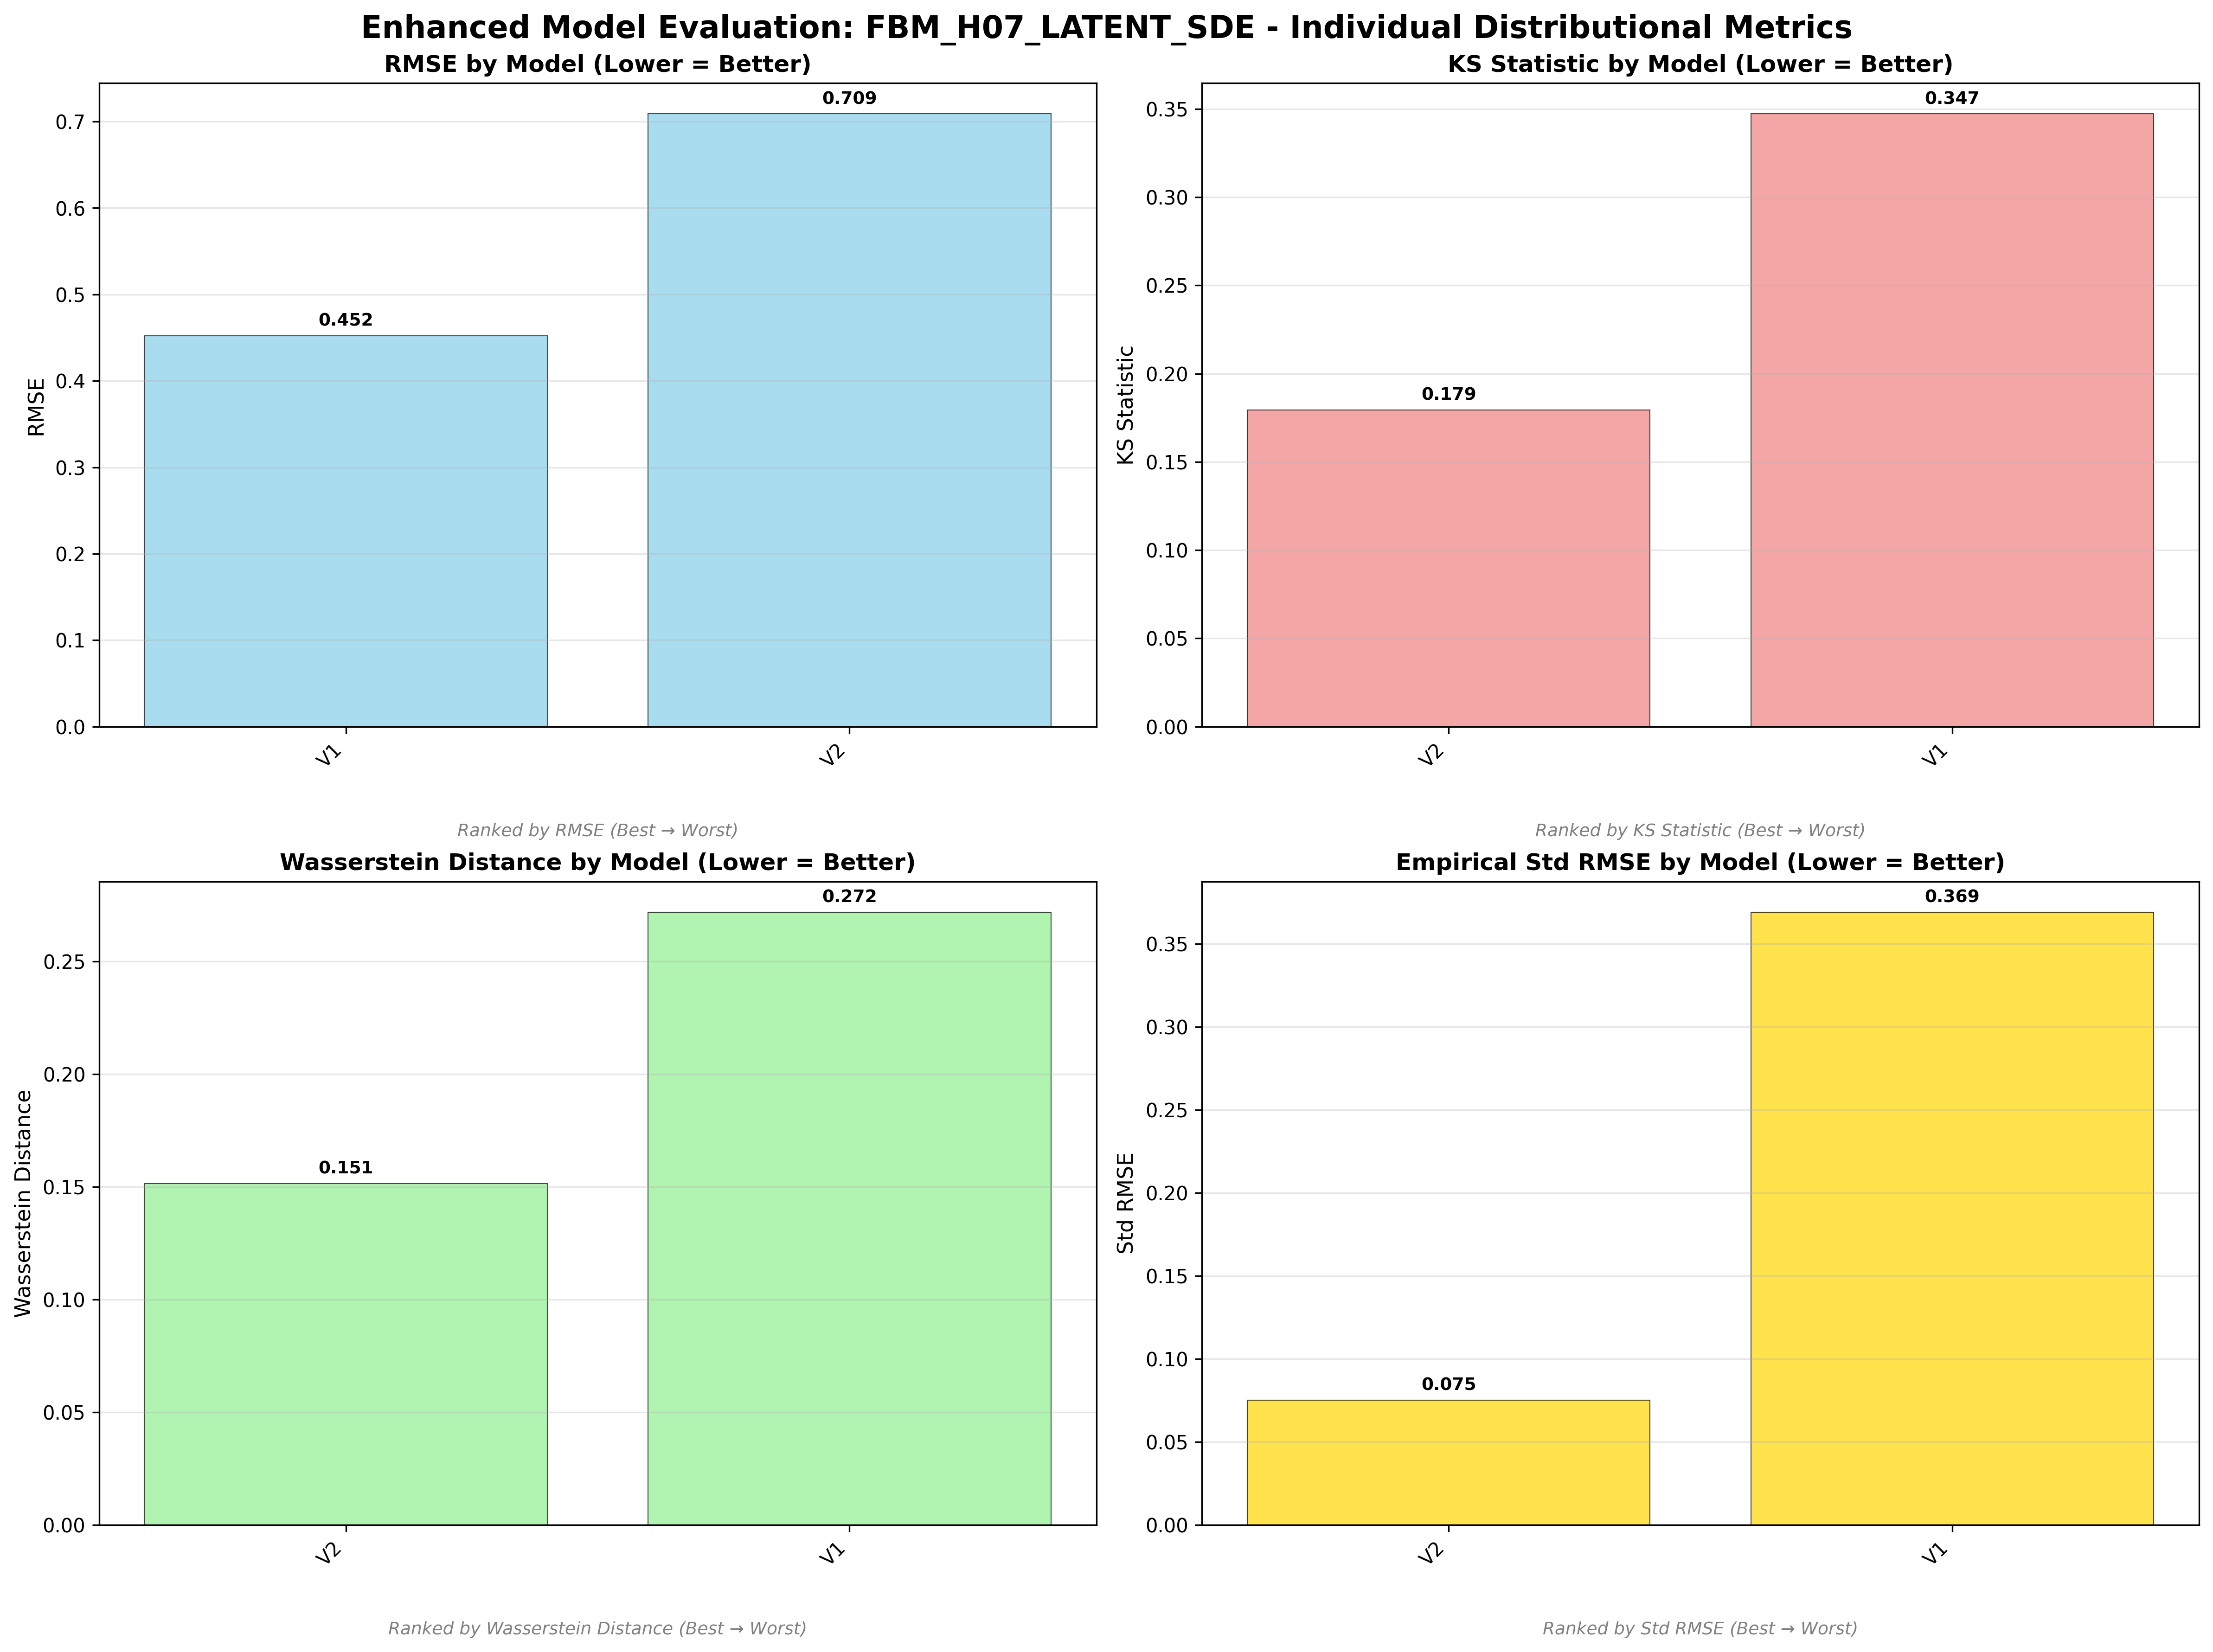 Enhanced Model Evaluation: FBM_H07_LATENT_SDE - Individual Distributional Metrics
RMSE by Model (Lower = Better)
0.7
0.6
0.5
0.4
0.3
0.2
0.1
0.0
RMSE
0.452
0.709
V1
V2
Ranked by RMSE (Best → Worst)
KS Statistic by Model (Lower = Better)
0.35
0.30
0.25
0.20
0.15
0.10
0.05
0.00
KS Statistic
0.179
0.347
V2
V1
Ranked by KS Statistic (Best → Worst)
Wasserstein Distance by Model (Lower = Better)
0.25
0.20
0.15
0.10
0.05
0.00
Wasserstein Distance
0.151
0.272
V2
V1
Ranked by Wasserstein Distance (Best → Worst)
Empirical Std RMSE by Model (Lower = Better)
0.35
0.30
0.25
0.20
0.15
0.10
0.05
0.00
Std RMSE
0.075
0.369
V2
V1
Ranked by Std RMSE (Best → Worst)